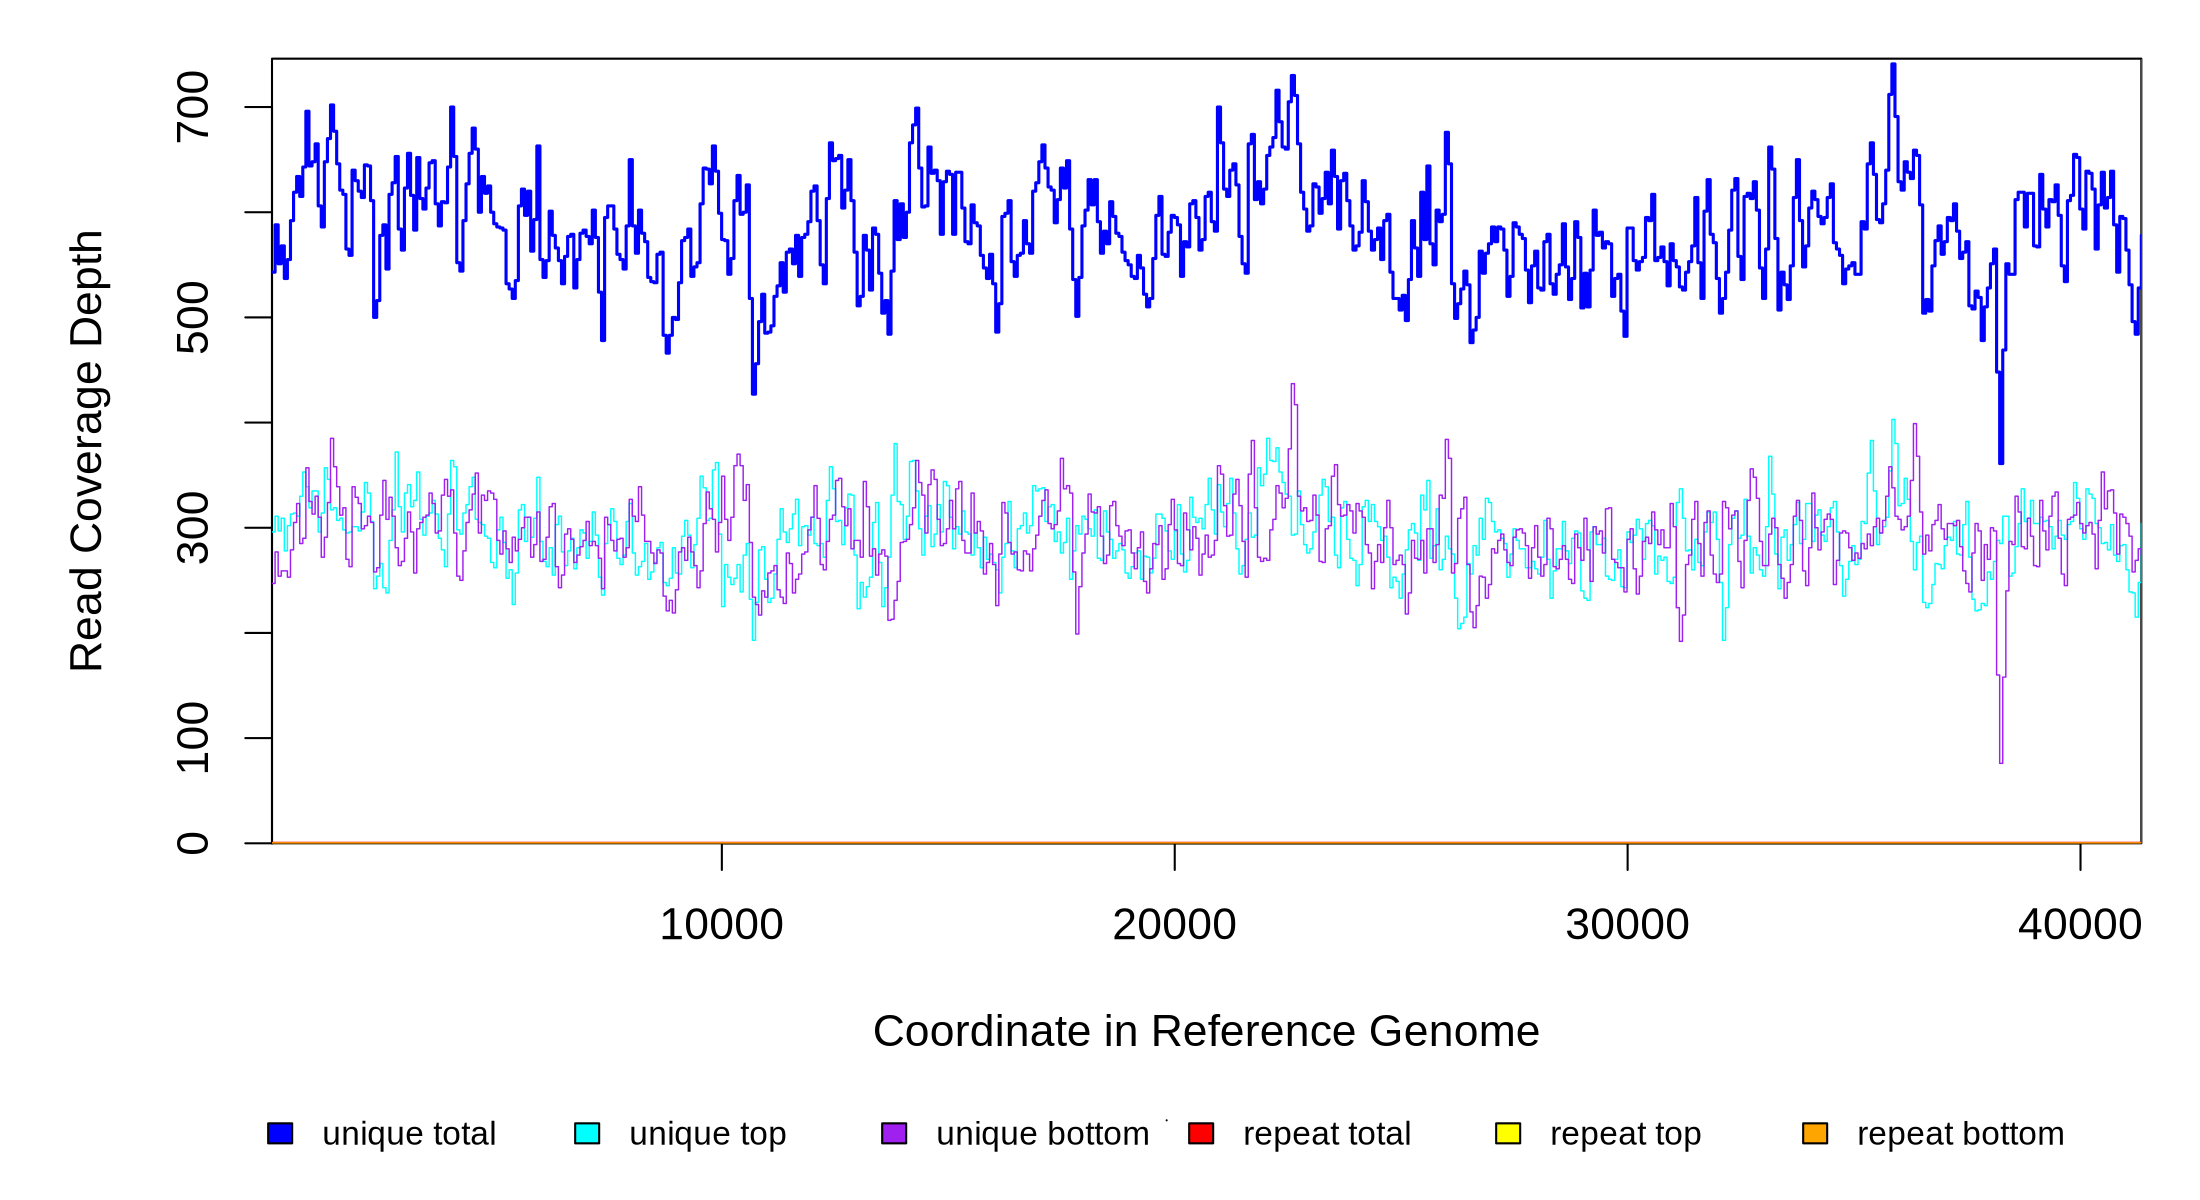 700
500
300
100
0
Read Coverage Depth
10000 20000 30000 40000
Coordinate in Reference Genome
unique total unique top unique bottom repeat total repeat top repeat bottom